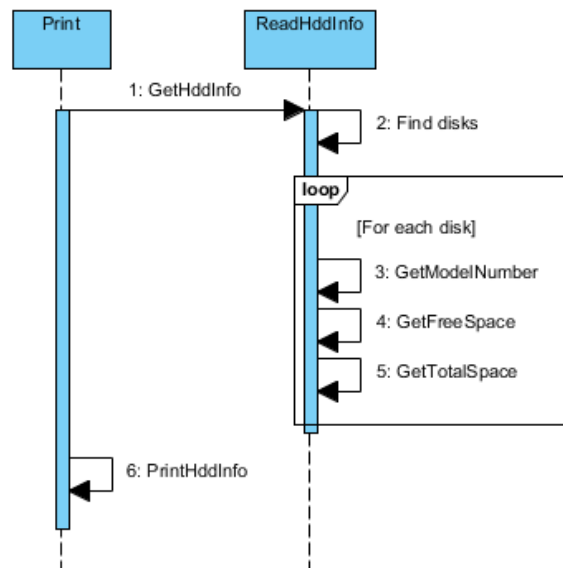 Print
ReadHddInfo
1: GetHddInfo
2: Find disks
loop
[For each disk]
3: GetModelNumber
4: GetFreeSpace
5: GetTotalSpace
6: PrintHddInfo